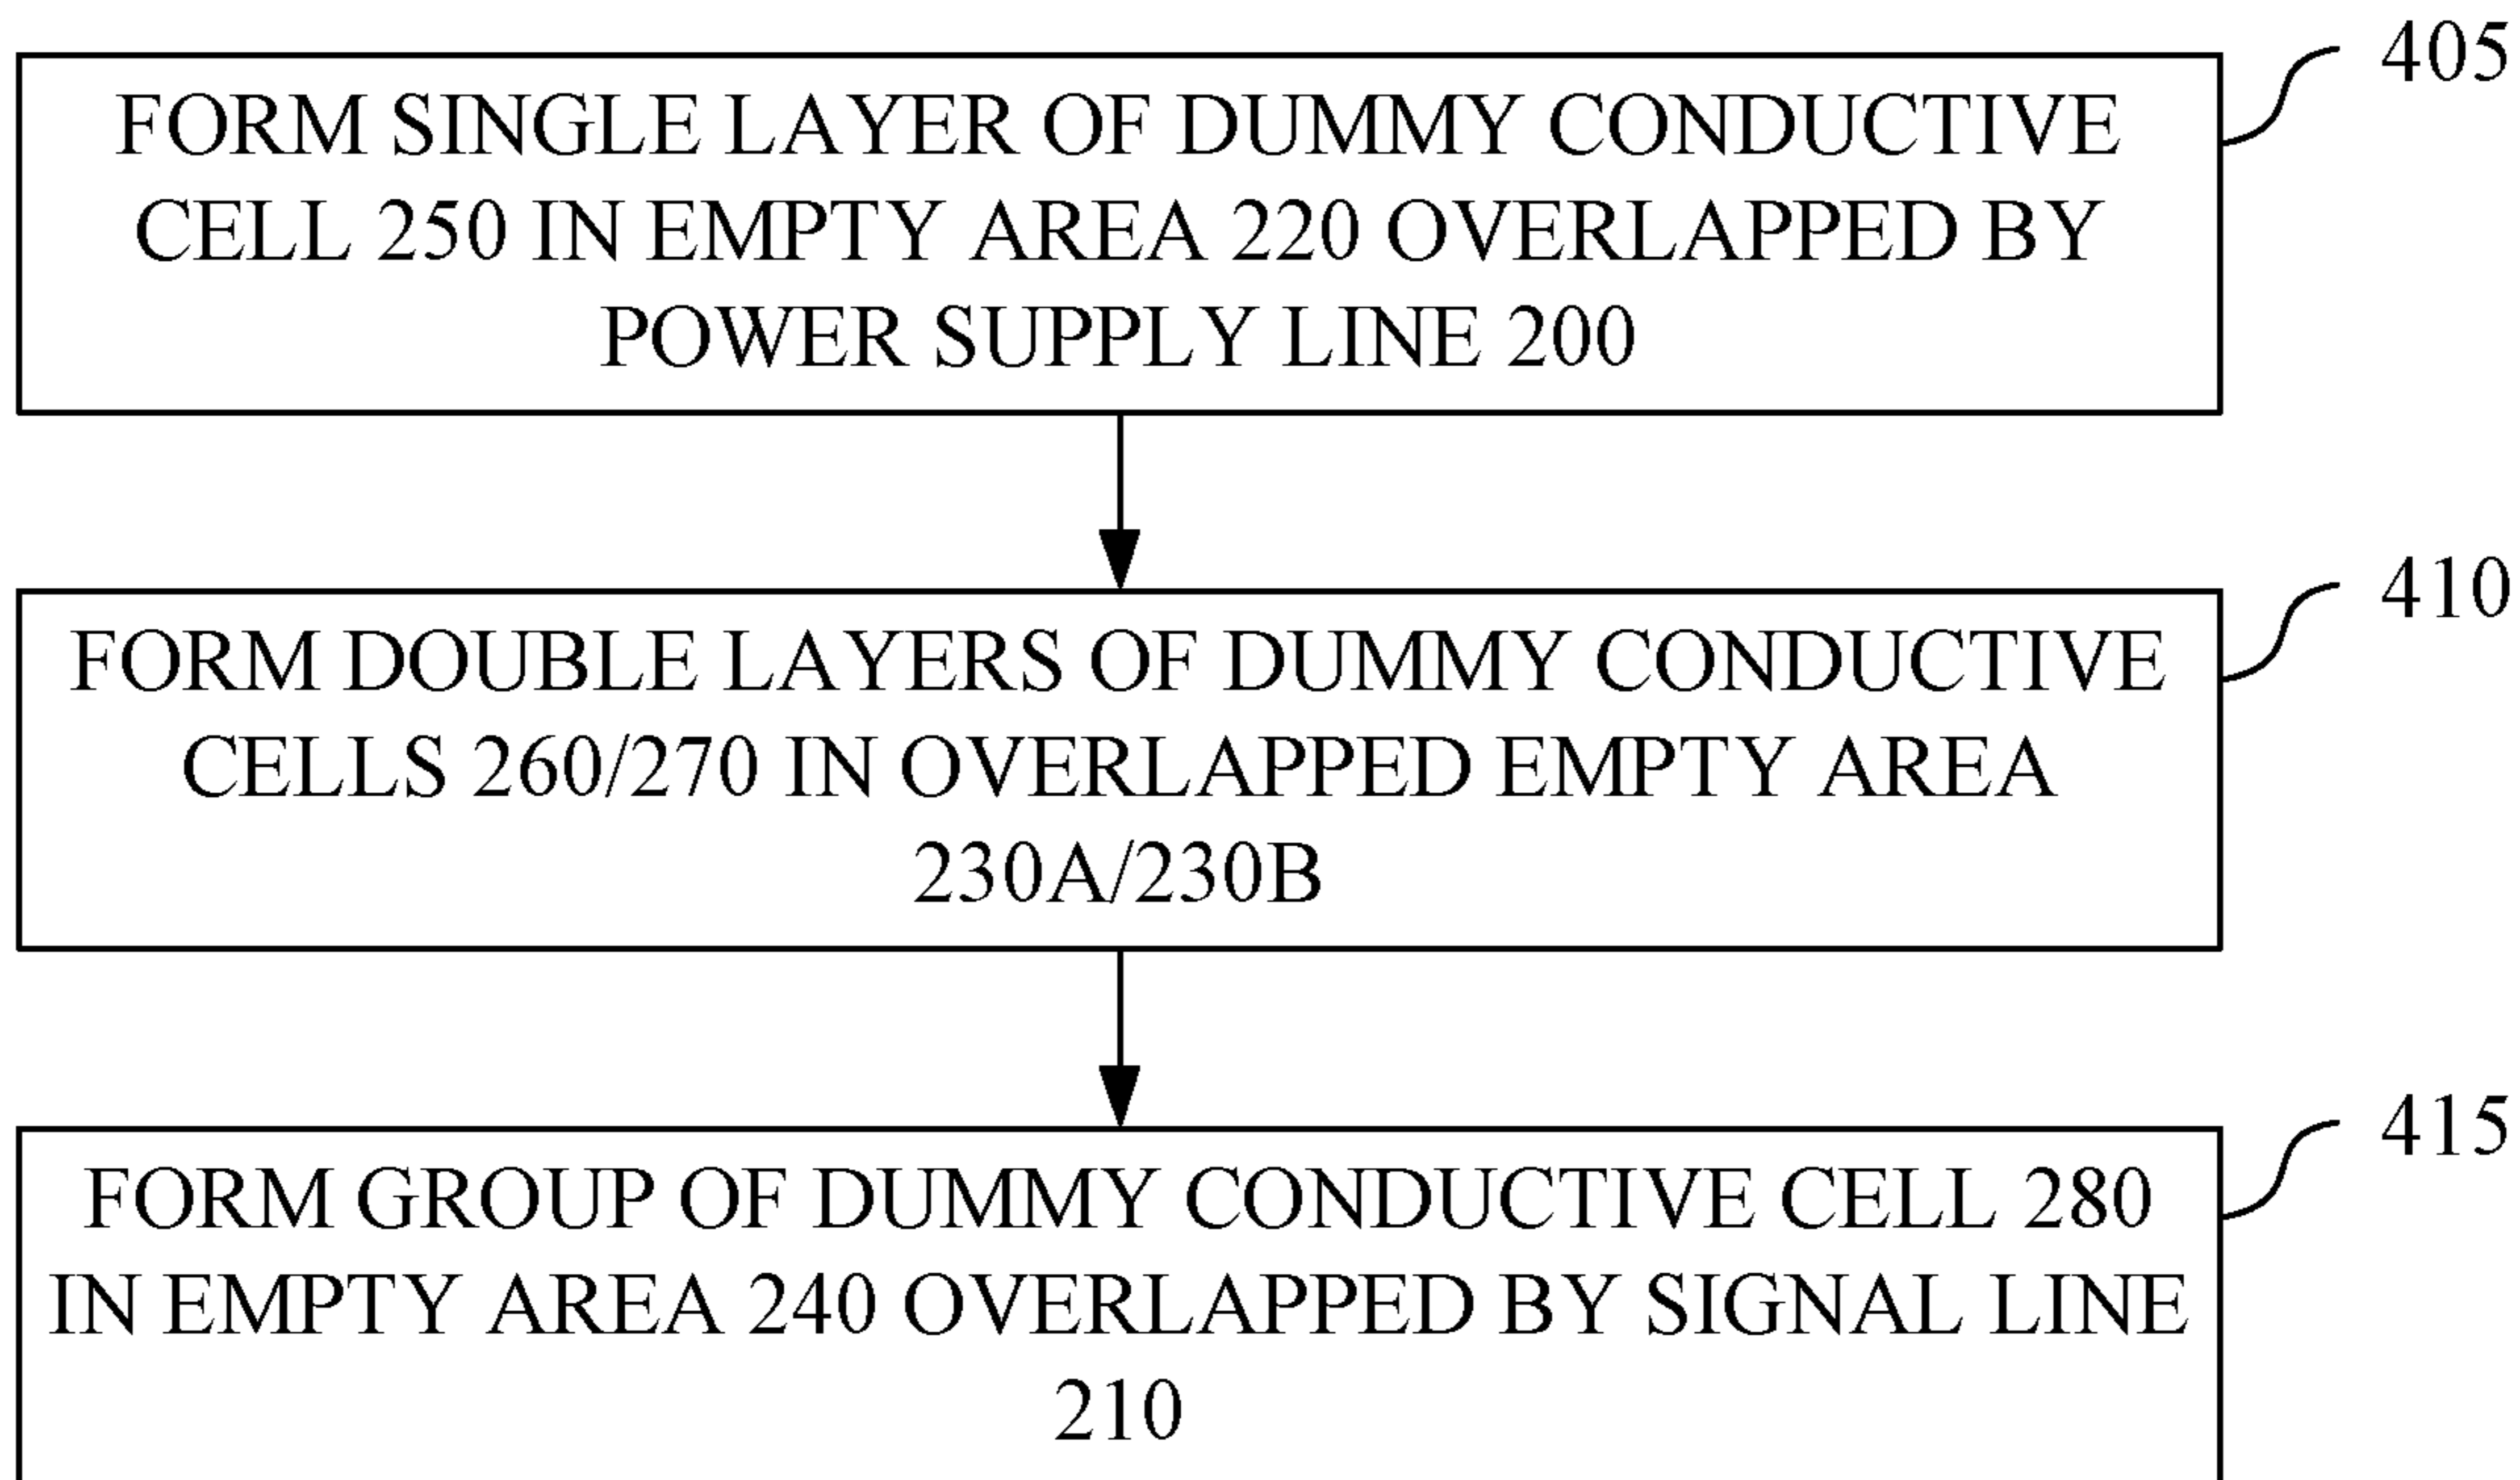 405
FORM SINGLE LAYER OF DUMMY CONDUCTIVE
CELL 250 IN EMPTY AREA 220 OVERLAPPED BY
POWER SUPPLY LINE 200
410
FORM DOUBLE LAYERS OF DUMMY CONDUCTIVE
CELLS 260/270 IN OVERLAPPED EMPTY AREA
230A/230B
415
FORM GROUP OF DUMMY CONDUCTIVE CELL 280
IN EMPTY AREA 240 OVERLAPPED BY SIGNAL LINE
210